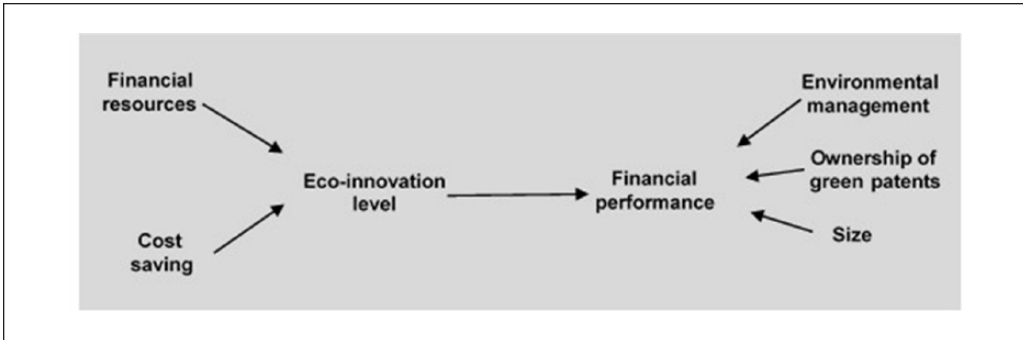 Financial
resources
Cost
saving
Eco-innovation
level
Financial
performance
Environmental
management
Ownership of
green patents
Size